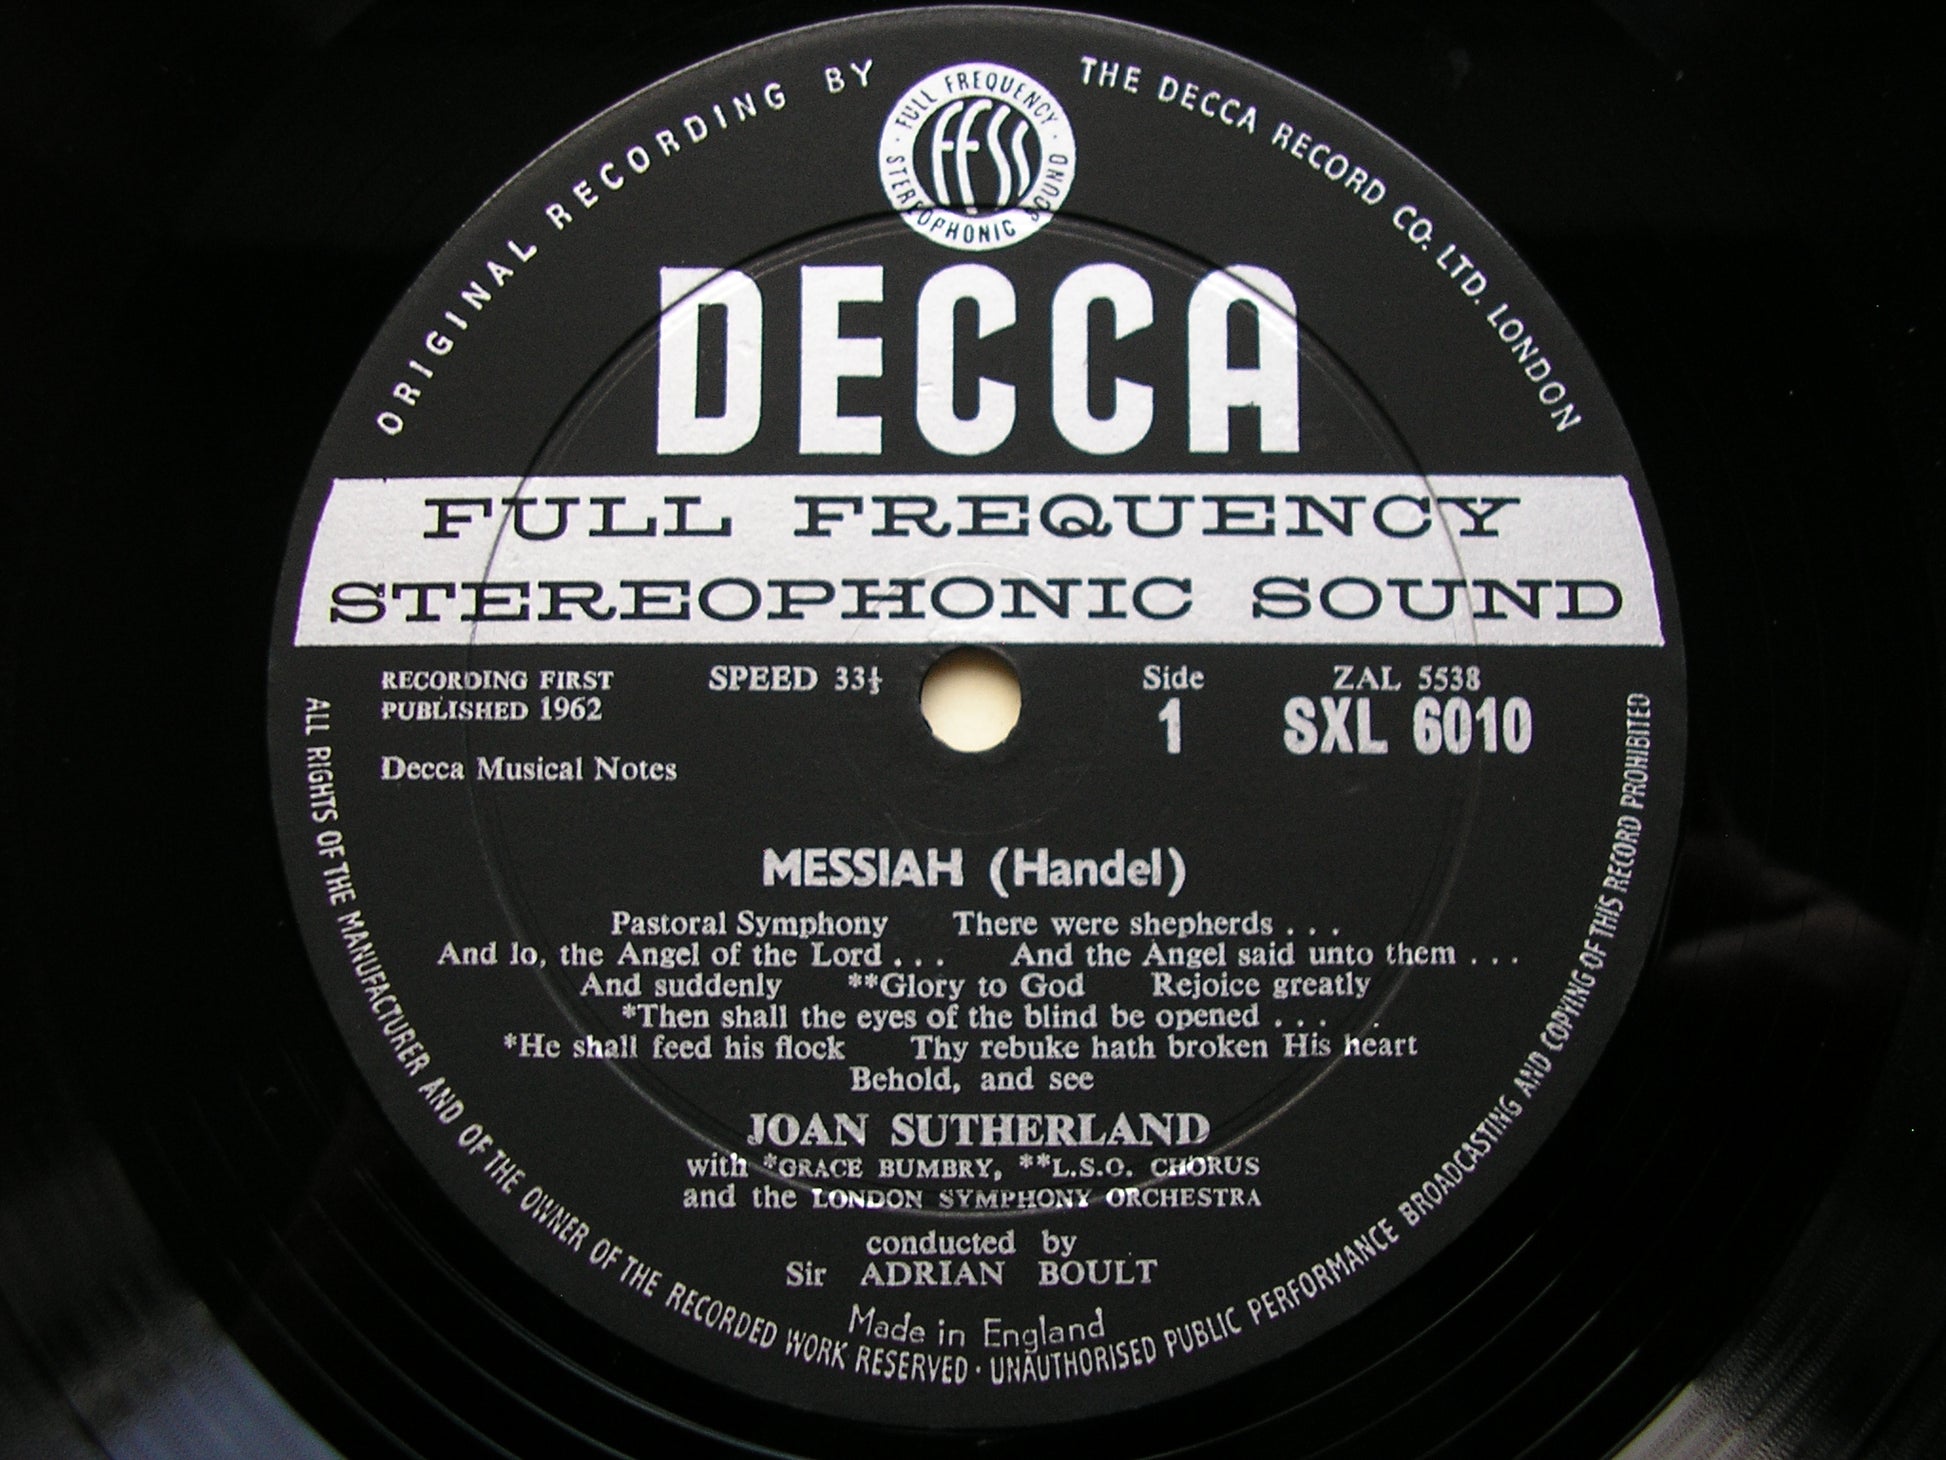 ORIGINAL RECORDING BY THE DECCA RECORD CO. LTD. LONDON
FULL FREQUENCY STEREOPHONIC SOUND
FFSS
DECCA
FULL FREQUENCY
STEREOPHONIC SOUND
RECORDING FIRST
PUBLISHED 1962
SPEED 33⅓
Side
1
ZAL 5538
SXL 6010
Decca Musical Notes
MESSIAH (Handel)
Pastoral Symphony There were shepherds . . .
And lo, the Angel of the Lord . . . And the Angel said unto them . . .
And suddenly **Glory to God Rejoice greatly
*Then shall the eyes of the blind be opened . . . .
*He shall feed his flock Thy rebuke hath broken His heart
Behold, and see
JOAN SUTHERLAND
with *GRACE BUMBRY, **L.S.O. CHORUS
and the LONDON SYMPHONY ORCHESTRA
conducted by
Sir ADRIAN BOULT
Made in England
ALL RIGHTS OF THE MANUFACTURER AND OF THE OWNER OF THE RECORDED WORK RESERVED · UNAUTHORISED PUBLIC PERFORMANCE BROADCASTING AND COPYING OF THIS RECORD PROHIBITED